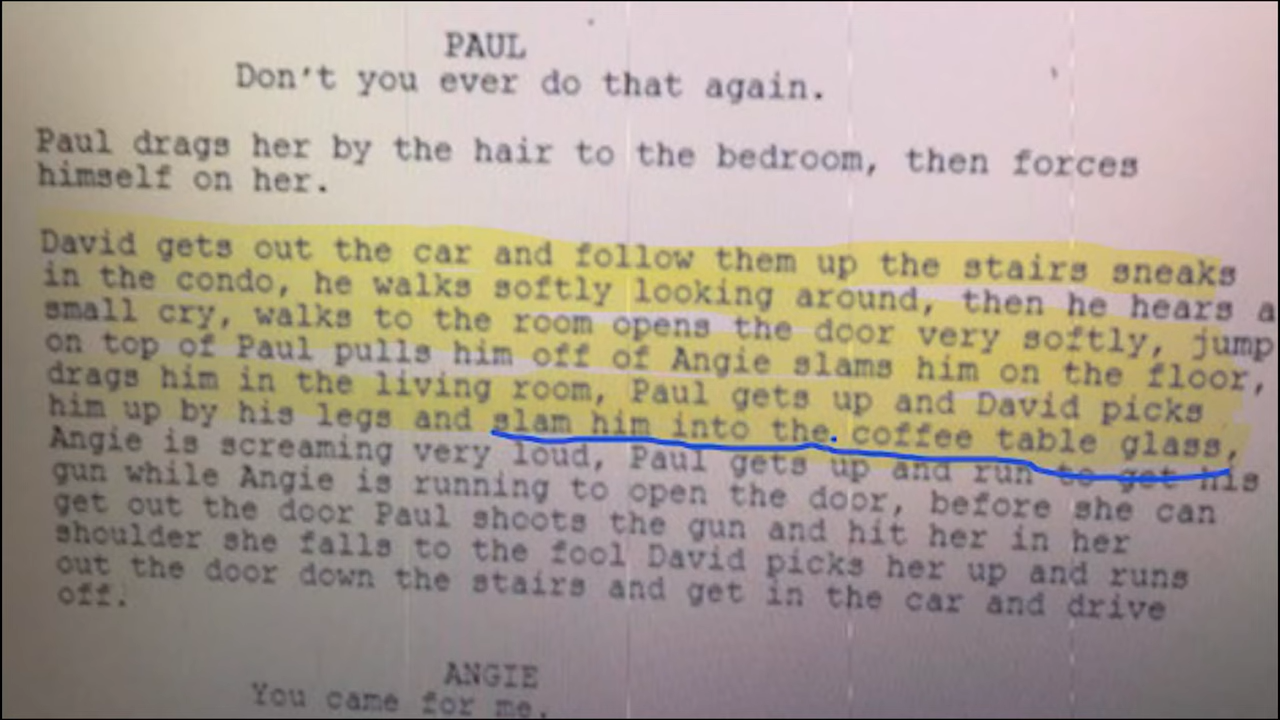 PAUL
Don't you ever do that again.
Paul drags her by the hair to the bedroom, then forces
himself on her.
David gets out the car and follow them up the stairs sneaks
in the condo, he walks softly looking around, then he hears a
small cry, walks to the room opens the door very softly, jump
on top of Paul pulls him off of Angie slams him on the floor,
drags him in the living room, Paul gets up and David picks
him up by his legs and slam him into the coffee table glass,
Angie is screaming very loud, Paul gets up and run to get his
gun while Angie is running to open the door, before she can
get out the door Paul shoots the gun and hit her in her
shoulder she falls to the fool David picks her up and runs
out the door down the stairs and get in the car and drive
off.
ANGIE
You came for me.